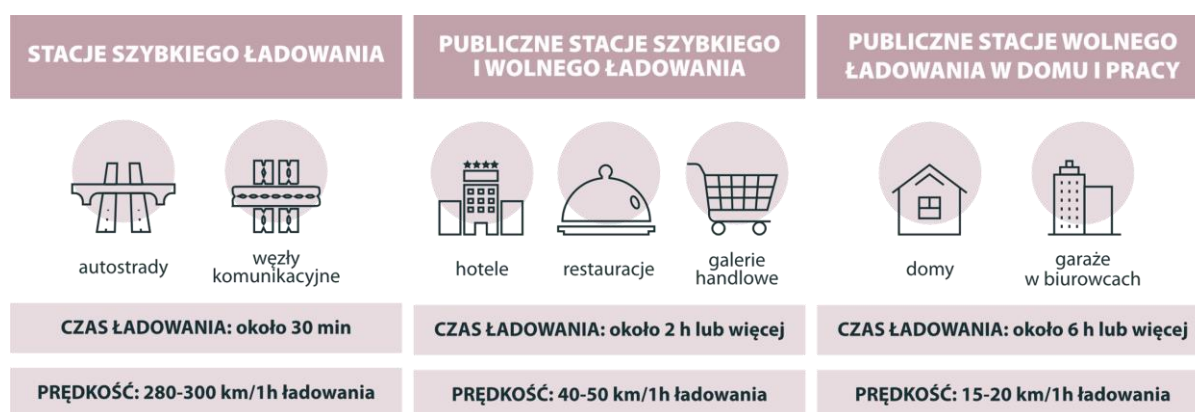 STACJE SZYBKIEGO ŁADOWANIA
autostrady
węzły
komunikacyjne
CZAS ŁADOWANIA: około 30 min
PRĘDKOŚĆ: 280-300 km/1h ładowania
PUBLICZNE STACJE SZYBKIEGO
I WOLNEGO ŁADOWANIA
hotele
restauracje
galerie
handlowe
CZAS ŁADOWANIA: około 2 h lub więcej
PRĘDKOŚĆ: 40-50 km/1h ładowania
PUBLICZNE STACJE WOLNEGO
ŁADOWANIA W DOMU I PRACY
domy
garaże
w biurowcach
CZAS ŁADOWANIA: około 6 h lub więcej
PRĘDKOŚĆ: 15-20 km/1h ładowania